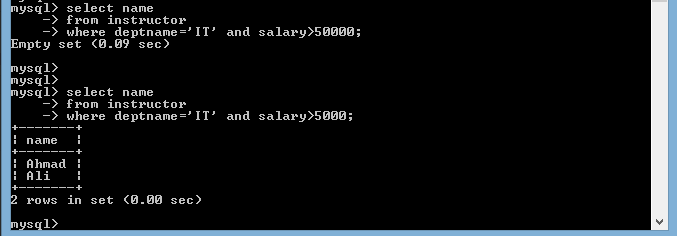 mysql> select name
    -> from instructor
    -> where deptname='IT' and salary>50000;
Empty set (0.09 sec)
mysql>
mysql>
mysql> select name
    -> from instructor
    -> where deptname='IT' and salary>5000;
+-------+
| name  |
+-------+
| Ahmad |
| Ali   |
+-------+
2 rows in set (0.00 sec)
mysql>